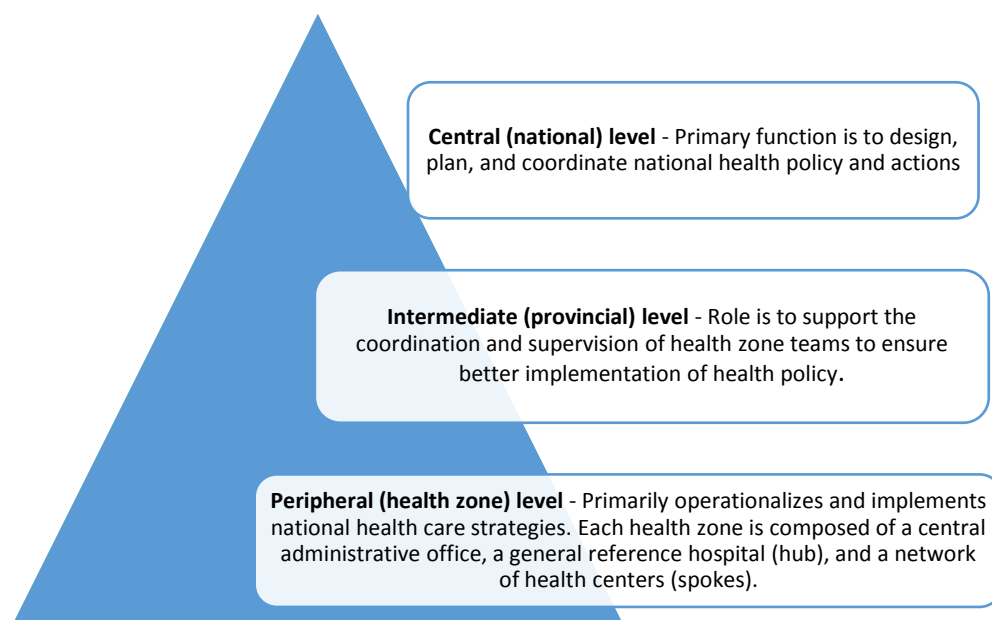 Central (national) level - Primary function is to design,
plan, and coordinate national health policy and actions
Intermediate (provincial) level - Role is to support the
coordination and supervision of health zone teams to ensure
better implementation of health policy.
Peripheral (health zone) level - Primarily operationalizes and implements
national health care strategies. Each health zone is composed of a central
administrative office, a general reference hospital (hub), and a network
of health centers (spokes).